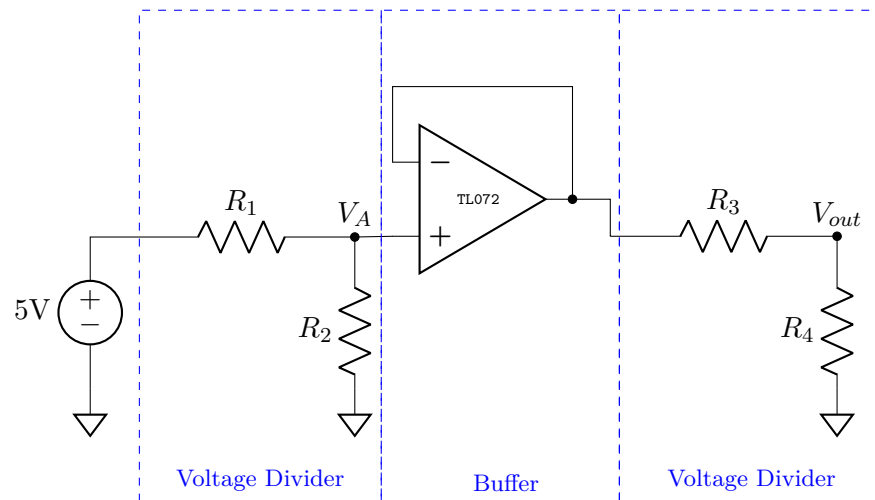 TL072
R1
VA
R3
Vout
5V
R2
R4
Voltage Divider
Buffer
Voltage Divider